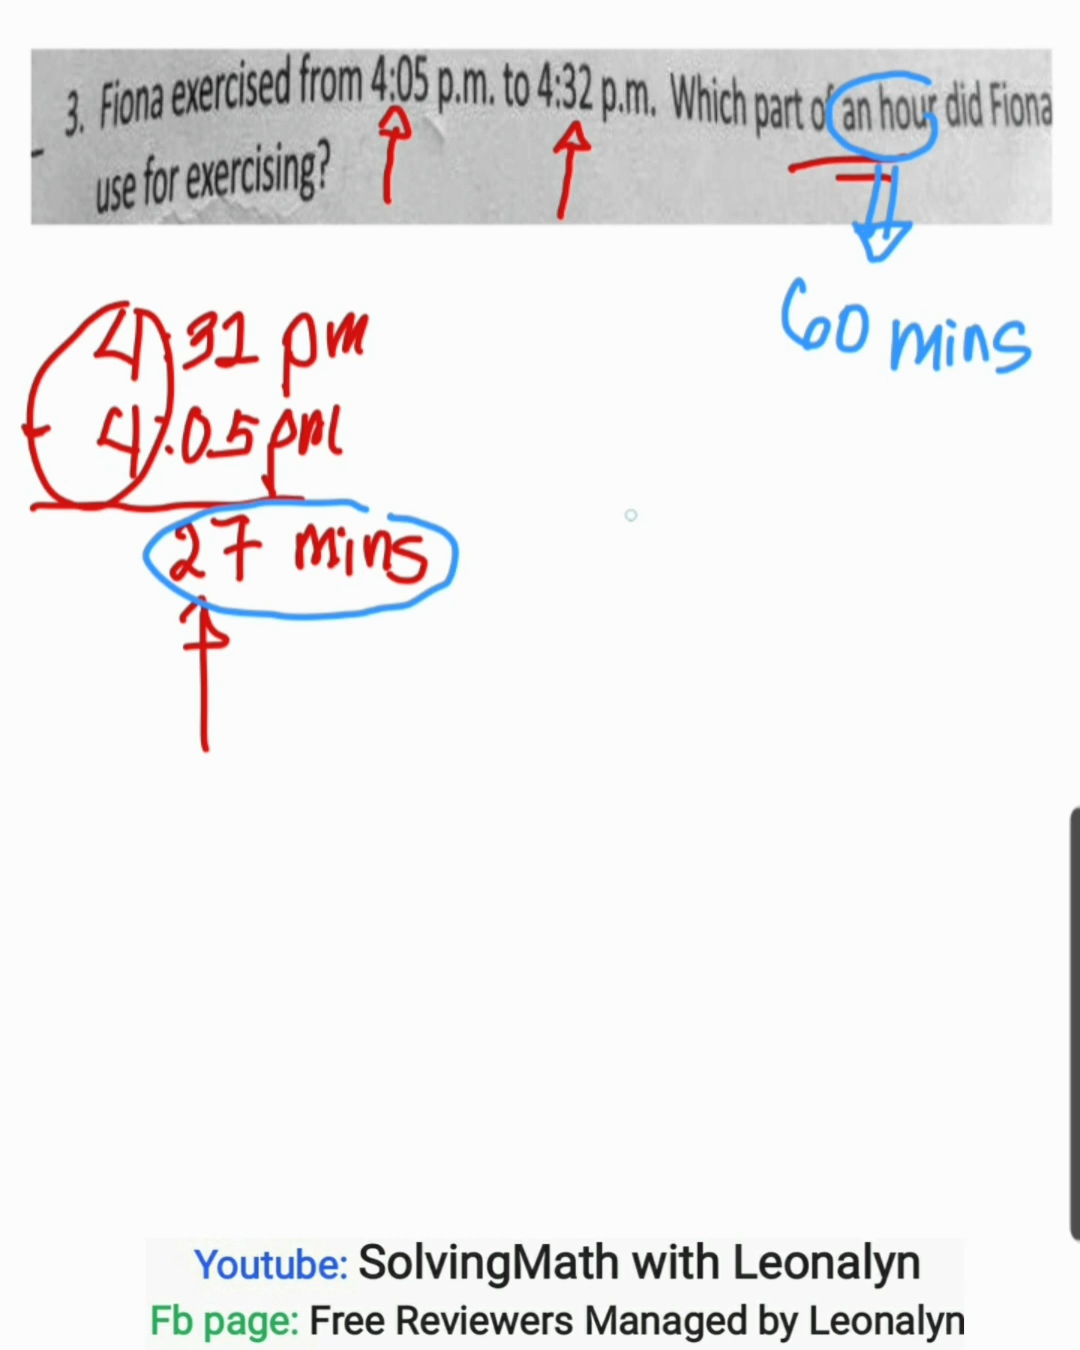 3. Fiona exercised from 4:05 p.m. to 4:32 p.m. Which part of an hour did Fiona
use for exercising?
60 mins
4:31 pm
- 4:05 pm
27 mins
Youtube: SolvingMath with Leonalyn
Fb page: Free Reviewers Managed by Leonalyn